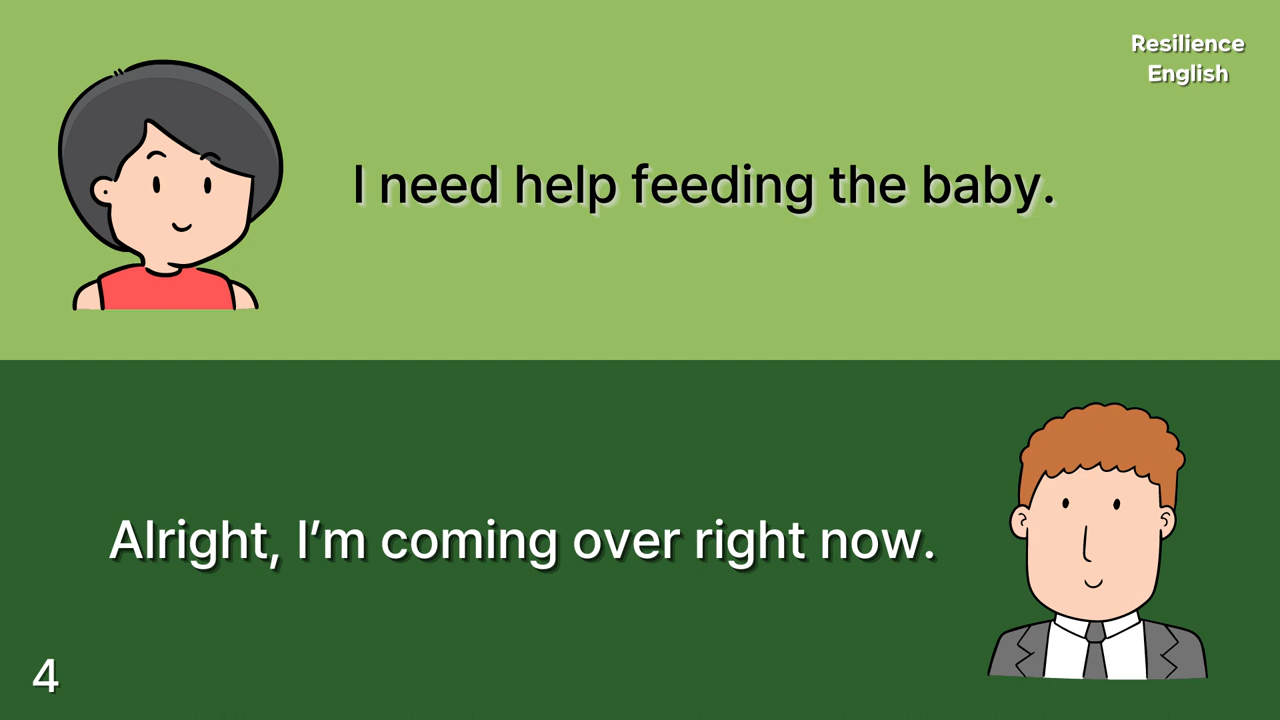 Resilience
English
I need help feeding the baby.
Alright, I’m coming over right now.
4